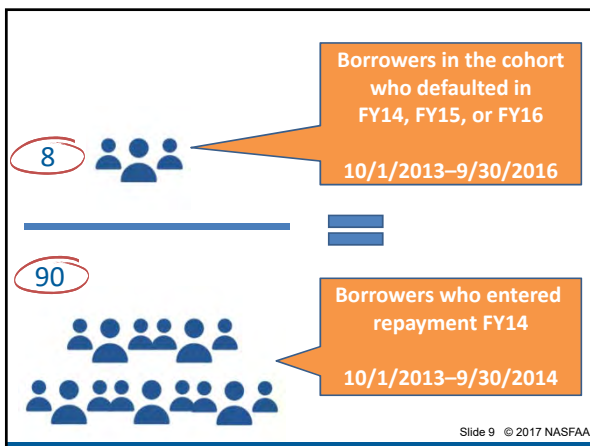 Borrowers in the cohort
who defaulted in
FY14, FY15, or FY16
10/1/2013–9/30/2016
8
90
Borrowers who entered
repayment FY14
10/1/2013–9/30/2014
Slide 9 © 2017 NASFAA